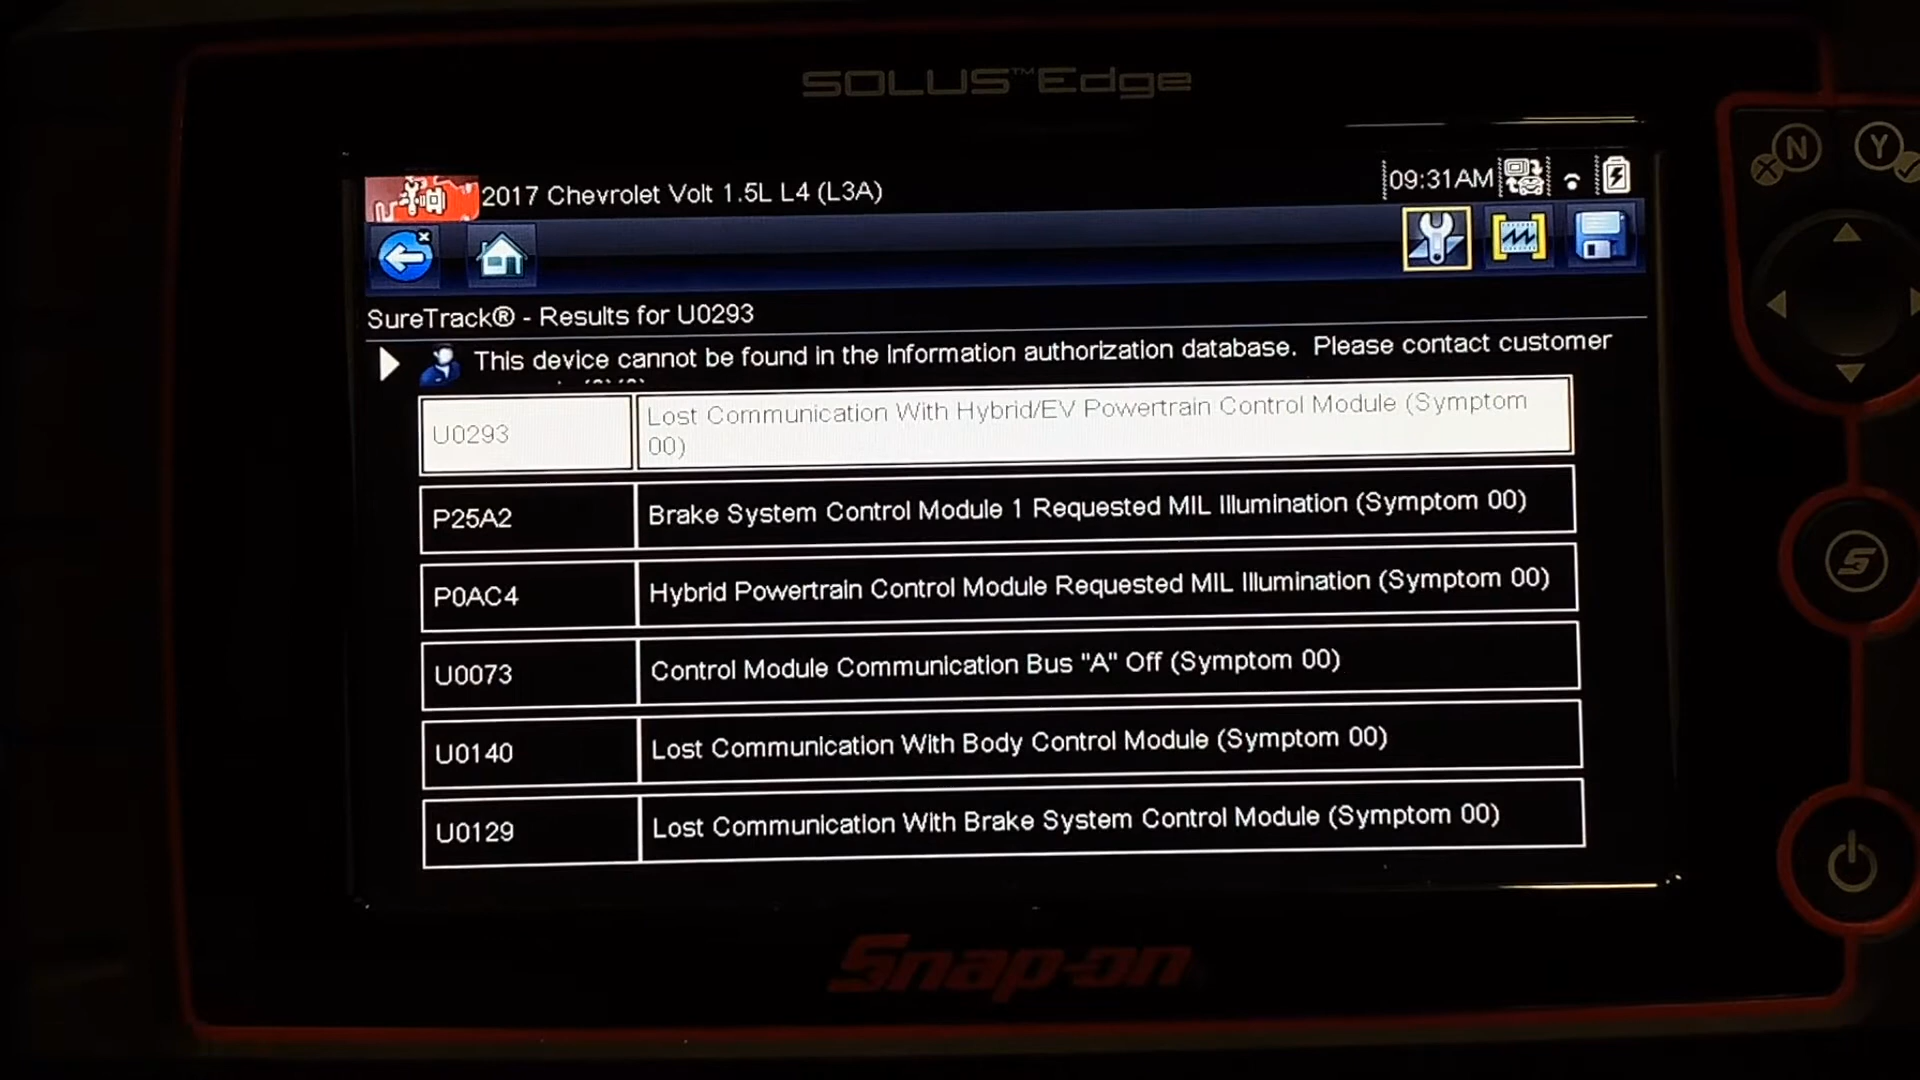 SOLUS™Edge
N Y
2017 Chevrolet Volt 1.5L L4 (L3A)
09:31AM
SureTrack® - Results for U0293
This device cannot be found in the Information authorization database. Please contact customer
U0293
Lost Communication With Hybrid/EV Powertrain Control Module (Symptom
00)
P25A2
Brake System Control Module 1 Requested MIL Illumination (Symptom 00)
P0AC4
Hybrid Powertrain Control Module Requested MIL Illumination (Symptom 00)
U0073
Control Module Communication Bus "A" Off (Symptom 00)
U0140
Lost Communication With Body Control Module (Symptom 00)
U0129
Lost Communication With Brake System Control Module (Symptom 00)
S
Snap-on